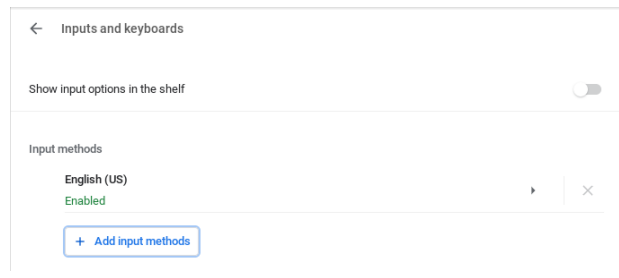 Inputs and keyboards
Show input options in the shelf
Input methods
English (US)
Enabled
+ Add input methods